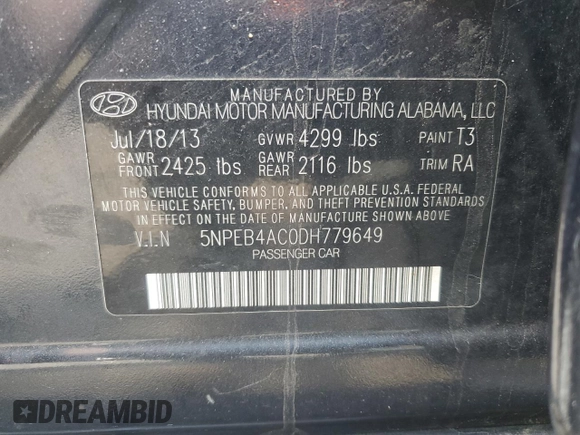 MANUFACTURED BY
HYUNDAI MOTOR MANUFACTURING ALABAMA, LLC
Jul/18/13 GVWR 4299 lbs PAINT T3
GAWR FRONT 2425 lbs GAWR REAR 2116 lbs TRIM RA
THIS VEHICLE CONFORMS TO ALL APPLICABLE U.S.A. FEDERAL
MOTOR VEHICLE SAFETY, BUMPER, AND THEFT PREVENTION STANDARDS
IN EFFECT ON THE DATE OF MANUFACTURE SHOWN ABOVE
V.I.N 5NPEB4AC0DH779649
PASSENGER CAR
DREAMBID